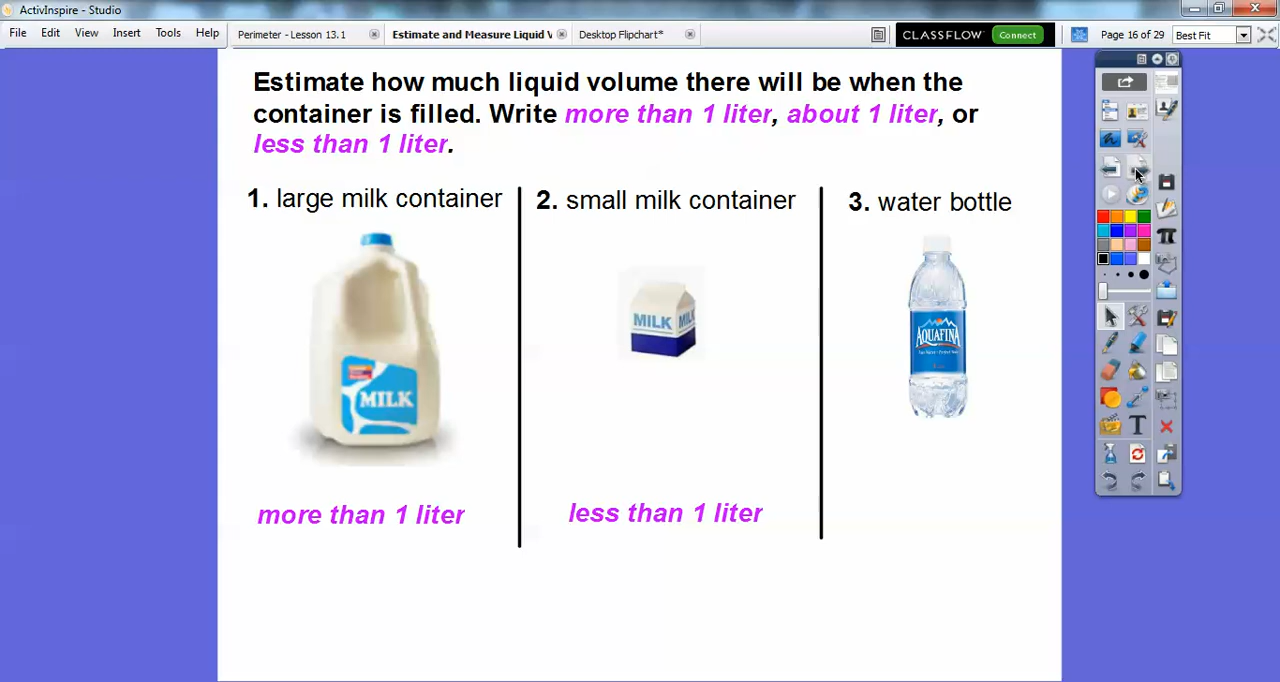 ActivInspire - Studio
File Edit View Insert Tools Help
Perimeter - Lesson 13.1
Estimate and Measure Liquid V
Desktop Flipchart*
CLASSFLOW Connect
Page 16 of 29
Best Fit
Estimate how much liquid volume there will be when the
container is filled. Write more than 1 liter, about 1 liter, or
less than 1 liter.
1. large milk container
2. small milk container
3. water bottle
MILK
MILK MILK
AQUAFINA
more than 1 liter
less than 1 liter
T